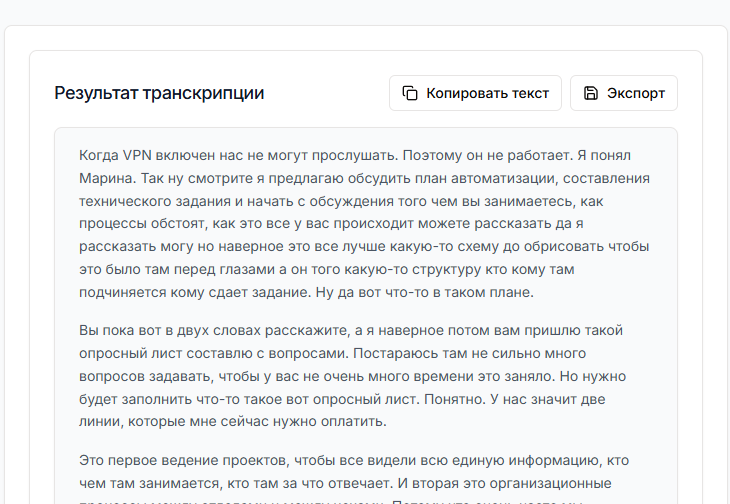 Результат транскрипции
Копировать текст
Экспорт
Когда VPN включен нас не могут прослушать. Поэтому он не работает. Я понял
Марина. Так ну смотрите я предлагаю обсудить план автоматизации, составления
технического задания и начать с обсуждения того чем вы занимаетесь, как
процессы обстоят, как это все у вас происходит можете рассказать да я
рассказать могу но наверное это все лучше какую-то схему до обрисовать чтобы
это было там перед глазами а он того какую-то структуру кто кому там
подчиняется кому сдает задание. Ну да вот что-то в таком плане.
Вы пока вот в двух словах расскажите, а я наверное потом вам пришлю такой
опросный лист составлю с вопросами. Постараюсь там не сильно много
вопросов задавать, чтобы у вас не очень много времени это заняло. Но нужно
будет заполнить что-то такое вот опросный лист. Понятно. У нас значит две
линии, которые мне сейчас нужно оплатить.
Это первое ведение проектов, чтобы все видели всю единую информацию, кто
чем там занимается, кто там за что отвечает. И вторая это организационные